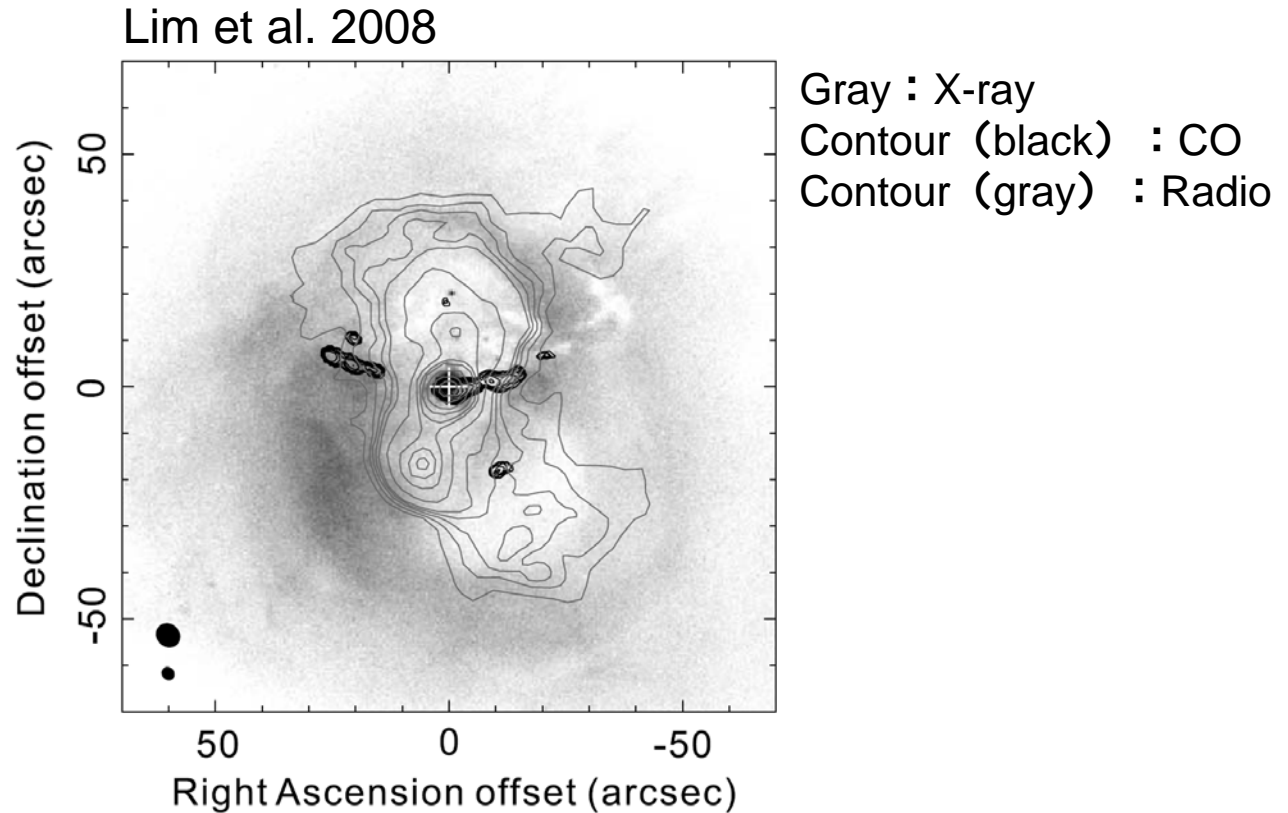 Lim et al. 2008
Gray：X-ray
Contour（black）：CO
Contour（gray）：Radio
Declination offset (arcsec)
50
0
-50
50 0 -50
Right Ascension offset (arcsec)